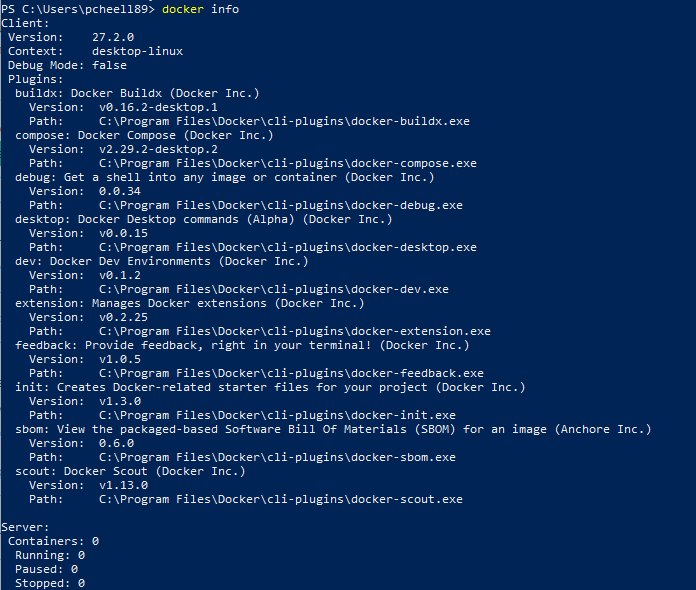 PS C:\Users\pcheell89> docker info
Client:
 Version:    27.2.0
 Context:    desktop-linux
 Debug Mode: false
 Plugins:
  buildx: Docker Buildx (Docker Inc.)
    Version:  v0.16.2-desktop.1
    Path:     C:\Program Files\Docker\cli-plugins\docker-buildx.exe
  compose: Docker Compose (Docker Inc.)
    Version:  v2.29.2-desktop.2
    Path:     C:\Program Files\Docker\cli-plugins\docker-compose.exe
  debug: Get a shell into any image or container (Docker Inc.)
    Version:  0.0.34
    Path:     C:\Program Files\Docker\cli-plugins\docker-debug.exe
  desktop: Docker Desktop commands (Alpha) (Docker Inc.)
    Version:  v0.0.15
    Path:     C:\Program Files\Docker\cli-plugins\docker-desktop.exe
  dev: Docker Dev Environments (Docker Inc.)
    Version:  v0.1.2
    Path:     C:\Program Files\Docker\cli-plugins\docker-dev.exe
  extension: Manages Docker extensions (Docker Inc.)
    Version:  v0.2.25
    Path:     C:\Program Files\Docker\cli-plugins\docker-extension.exe
  feedback: Provide feedback, right in your terminal! (Docker Inc.)
    Version:  v1.0.5
    Path:     C:\Program Files\Docker\cli-plugins\docker-feedback.exe
  init: Creates Docker-related starter files for your project (Docker Inc.)
    Version:  v1.3.0
    Path:     C:\Program Files\Docker\cli-plugins\docker-init.exe
  sbom: View the packaged-based Software Bill Of Materials (SBOM) for an image (Anchore Inc.)
    Version:  0.6.0
    Path:     C:\Program Files\Docker\cli-plugins\docker-sbom.exe
  scout: Docker Scout (Docker Inc.)
    Version:  v1.13.0
    Path:     C:\Program Files\Docker\cli-plugins\docker-scout.exe

Server:
 Containers: 0
  Running: 0
  Paused: 0
  Stopped: 0